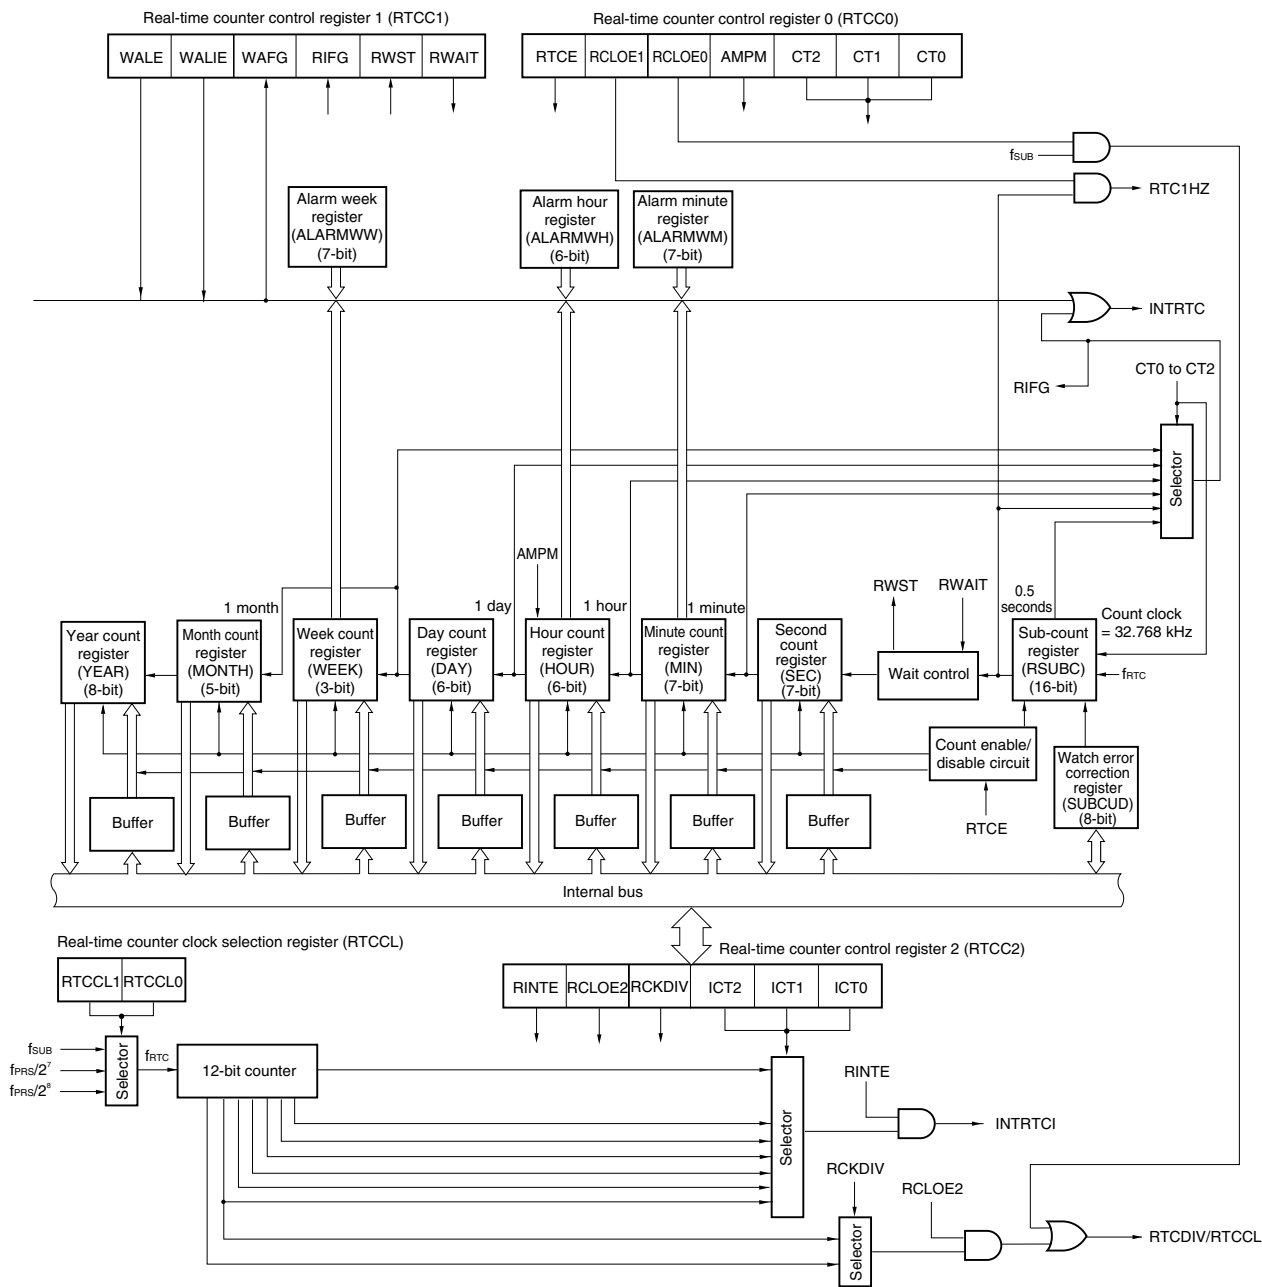 Real-time counter control register 1 (RTCC1)
Real-time counter control register 0 (RTCC0)
WALE WALIE WAFG RIFG RWST RWAIT
RTCE RCLOE1 RCLOE0 AMPM CT2 CT1 CT0
fSUB
RTC1HZ
Alarm week
register
(ALARMWW)
(7-bit)
Alarm hour
register
(ALARMWH)
(6-bit)
Alarm minute
register
(ALARMWM)
(7-bit)
INTRTC
RIFG
CT0 to CT2
Selector
AMPM
RWST
RWAIT
0.5
seconds
Count clock
= 32.768 kHz
1 month
1 day
1 hour
1 minute
Year count
register
(YEAR)
(8-bit)
Month count
register
(MONTH)
(5-bit)
Week count
register
(WEEK)
(3-bit)
Day count
register
(DAY)
(6-bit)
Hour count
register
(HOUR)
(6-bit)
Minute count
register
(MIN)
(7-bit)
Second
count
register
(SEC)
(7-bit)
Wait control
Sub-count
register
(RSUBC)
(16-bit)
fRTC
Count enable/
disable circuit
RTCE
Watch error
correction
register
(SUBCUD)
(8-bit)
Buffer
Buffer
Buffer
Buffer
Buffer
Buffer
Buffer
Internal bus
Real-time counter clock selection register (RTCCL)
RTCCL1 RTCCL0
Real-time counter control register 2 (RTCC2)
RINTE RCLOE2 RCKDIV ICT2 ICT1 ICT0
fSUB
fPRS/2⁷
fPRS/2⁸
Selector
fRTC
12-bit counter
Selector
RINTE
INTRTCI
RCKDIV
RCLOE2
Selector
RTCDIV/RTCCL